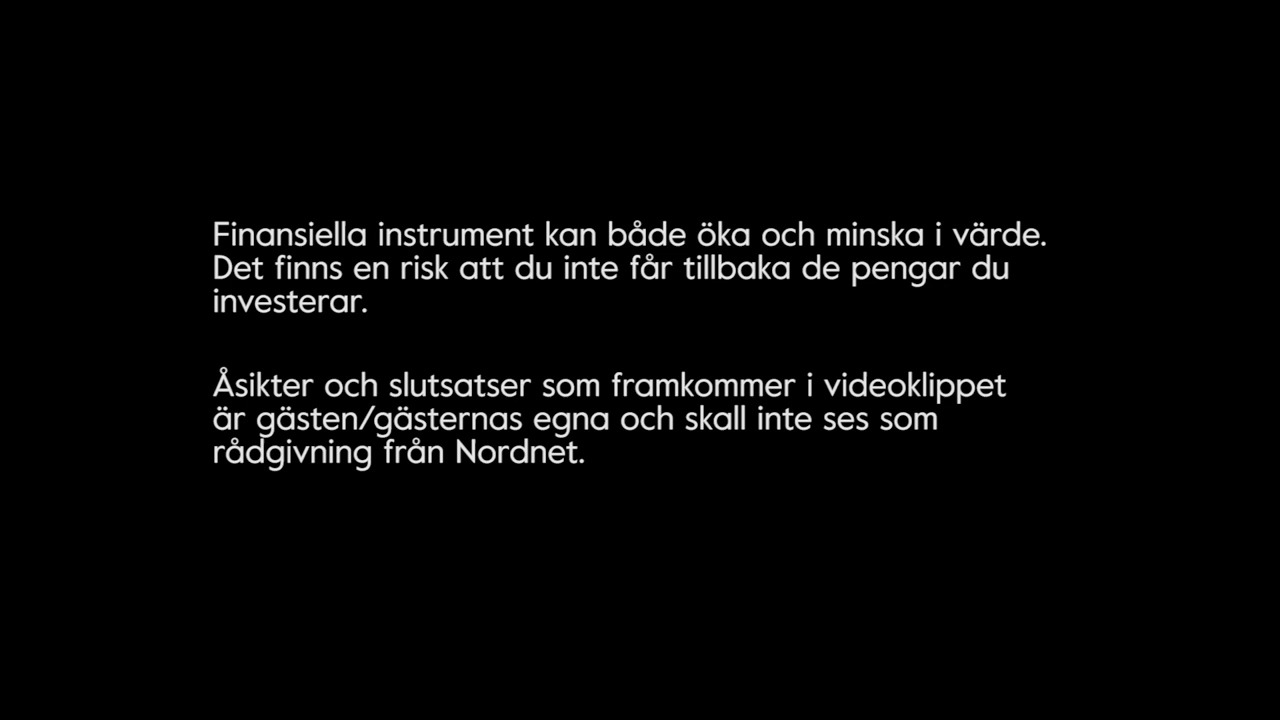 Finansiella instrument kan både öka och minska i värde.
Det finns en risk att du inte får tillbaka de pengar du
investerar.
Åsikter och slutsatser som framkommer i videoklippet
är gästen/gästernas egna och skall inte ses som
rådgivning från Nordnet.